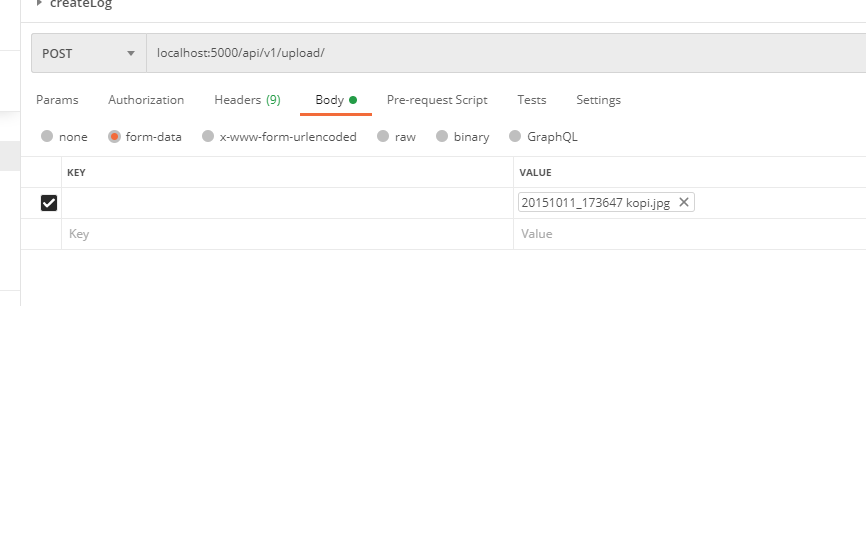 createLog
POST localhost:5000/api/v1/upload/
Params Authorization Headers (9) Body Pre-request Script Tests Settings
none form-data x-www-form-urlencoded raw binary GraphQL
KEY VALUE
20151011_173647 kopi.jpg
Key Value